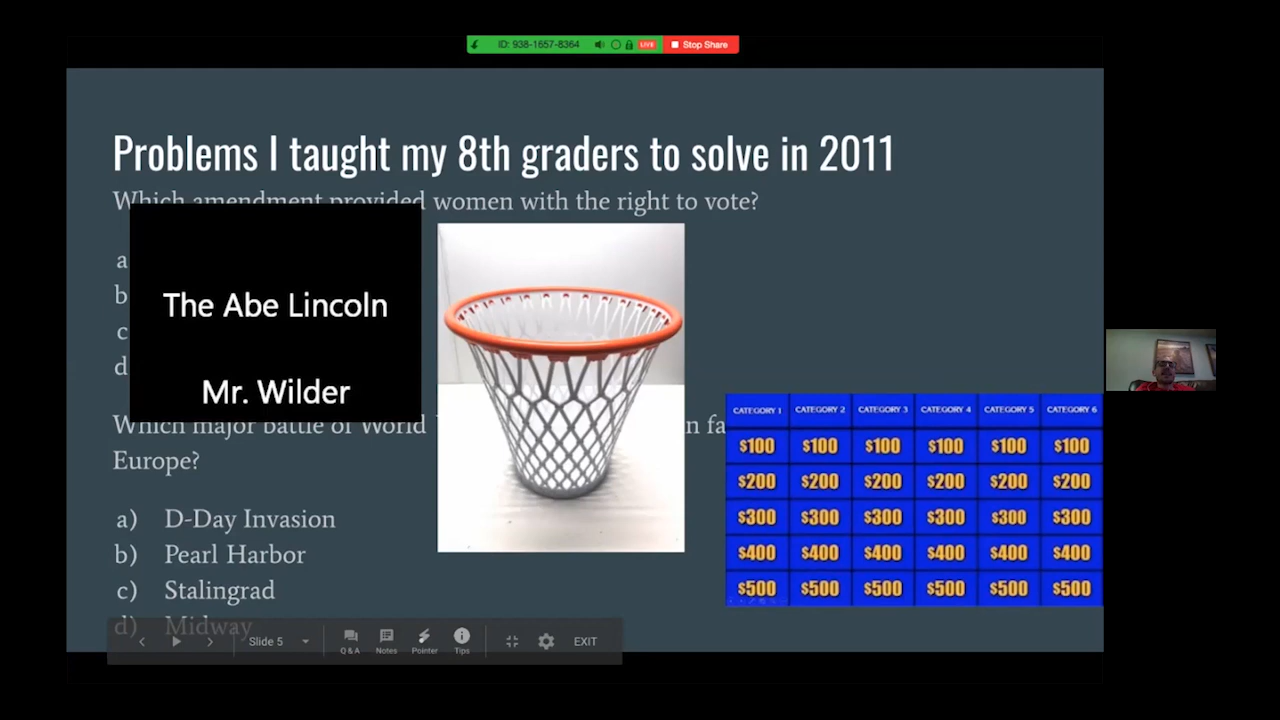 ID: 938-1657-8364 LIVE Stop Share
Problems I taught my 8th graders to solve in 2011
Which amendment provided women with the right to vote?
a
b
c
d
The Abe Lincoln
Mr. Wilder
Which major battle of World
n fa
Europe?
a) D-Day Invasion
b) Pearl Harbor
c) Stalingrad
d) Midway
CATEGORY 1 CATEGORY 2 CATEGORY 3 CATEGORY 4 CATEGORY 5 CATEGORY 6
$100 $100 $100 $100 $100 $100
$200 $200 $200 $200 $200 $200
$300 $300 $300 $300 $300 $300
$400 $400 $400 $400 $400 $400
$500 $500 $500 $500 $500 $500
Slide 5
Q & A Notes Pointer Tips
EXIT